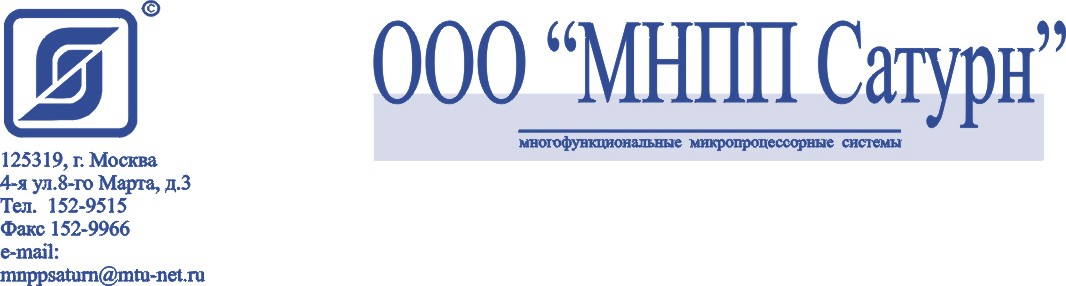 ©
ООО “МНПП Сатурн”
многофункциональные микропроцессорные системы
125319, г. Москва
4-я ул.8-го Марта, д.3
Тел. 152-9515
Факс 152-9966
e-mail:
mnppsaturn@mtu-net.ru